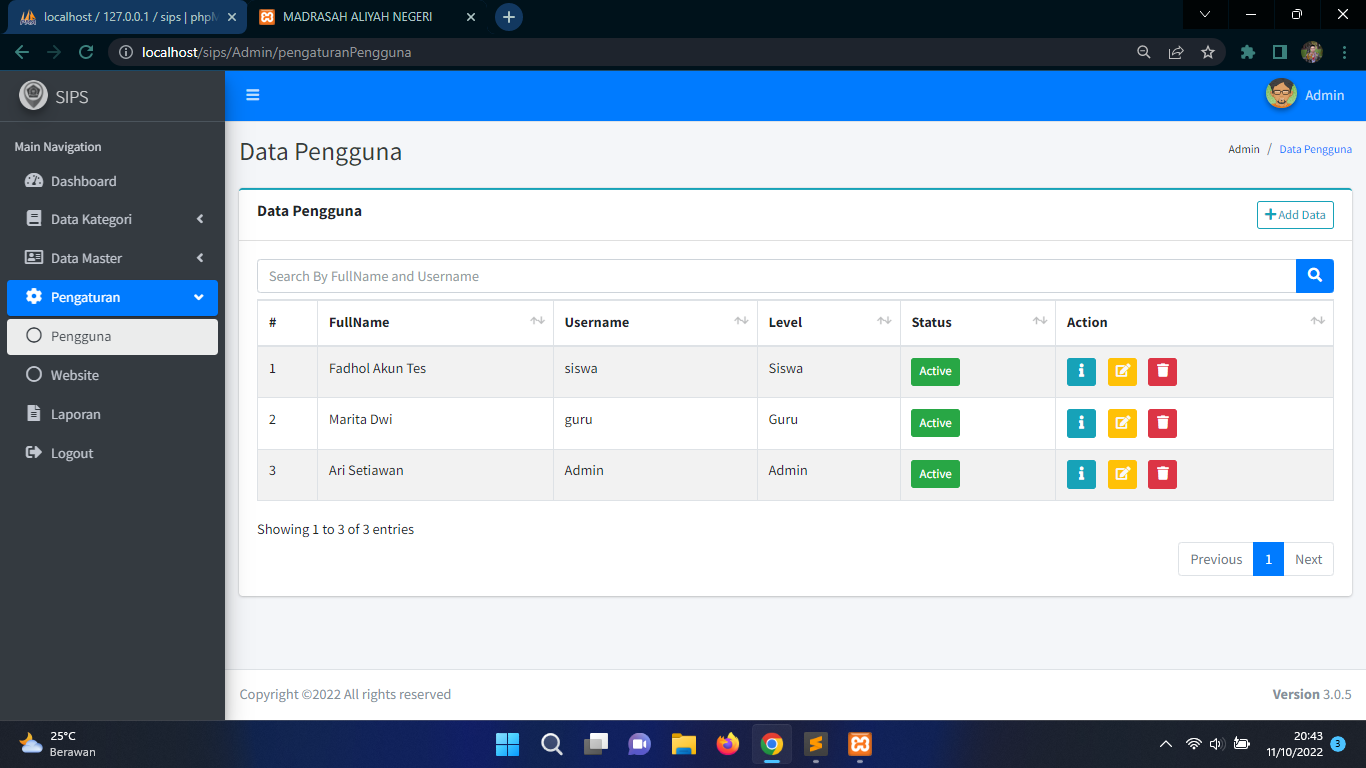 localhost / 127.0.0.1 / sips | phpM
MADRASAH ALIYAH NEGERI
localhost/sips/Admin/pengaturanPengguna
SIPS
Admin
Main Navigation
Dashboard
Data Kategori
Data Master
Pengaturan
Pengguna
Website
Laporan
Logout
Data Pengguna
Admin / Data Pengguna
Data Pengguna
Add Data
Search By FullName and Username
# FullName Username Level Status Action
1 Fadhol Akun Tes siswa Siswa Active
2 Marita Dwi guru Guru Active
3 Ari Setiawan Admin Admin Active
Showing 1 to 3 of 3 entries
Previous 1 Next
Copyright ©2022 All rights reserved
Version 3.0.5
25°C
Berawan
20:43
11/10/2022
3